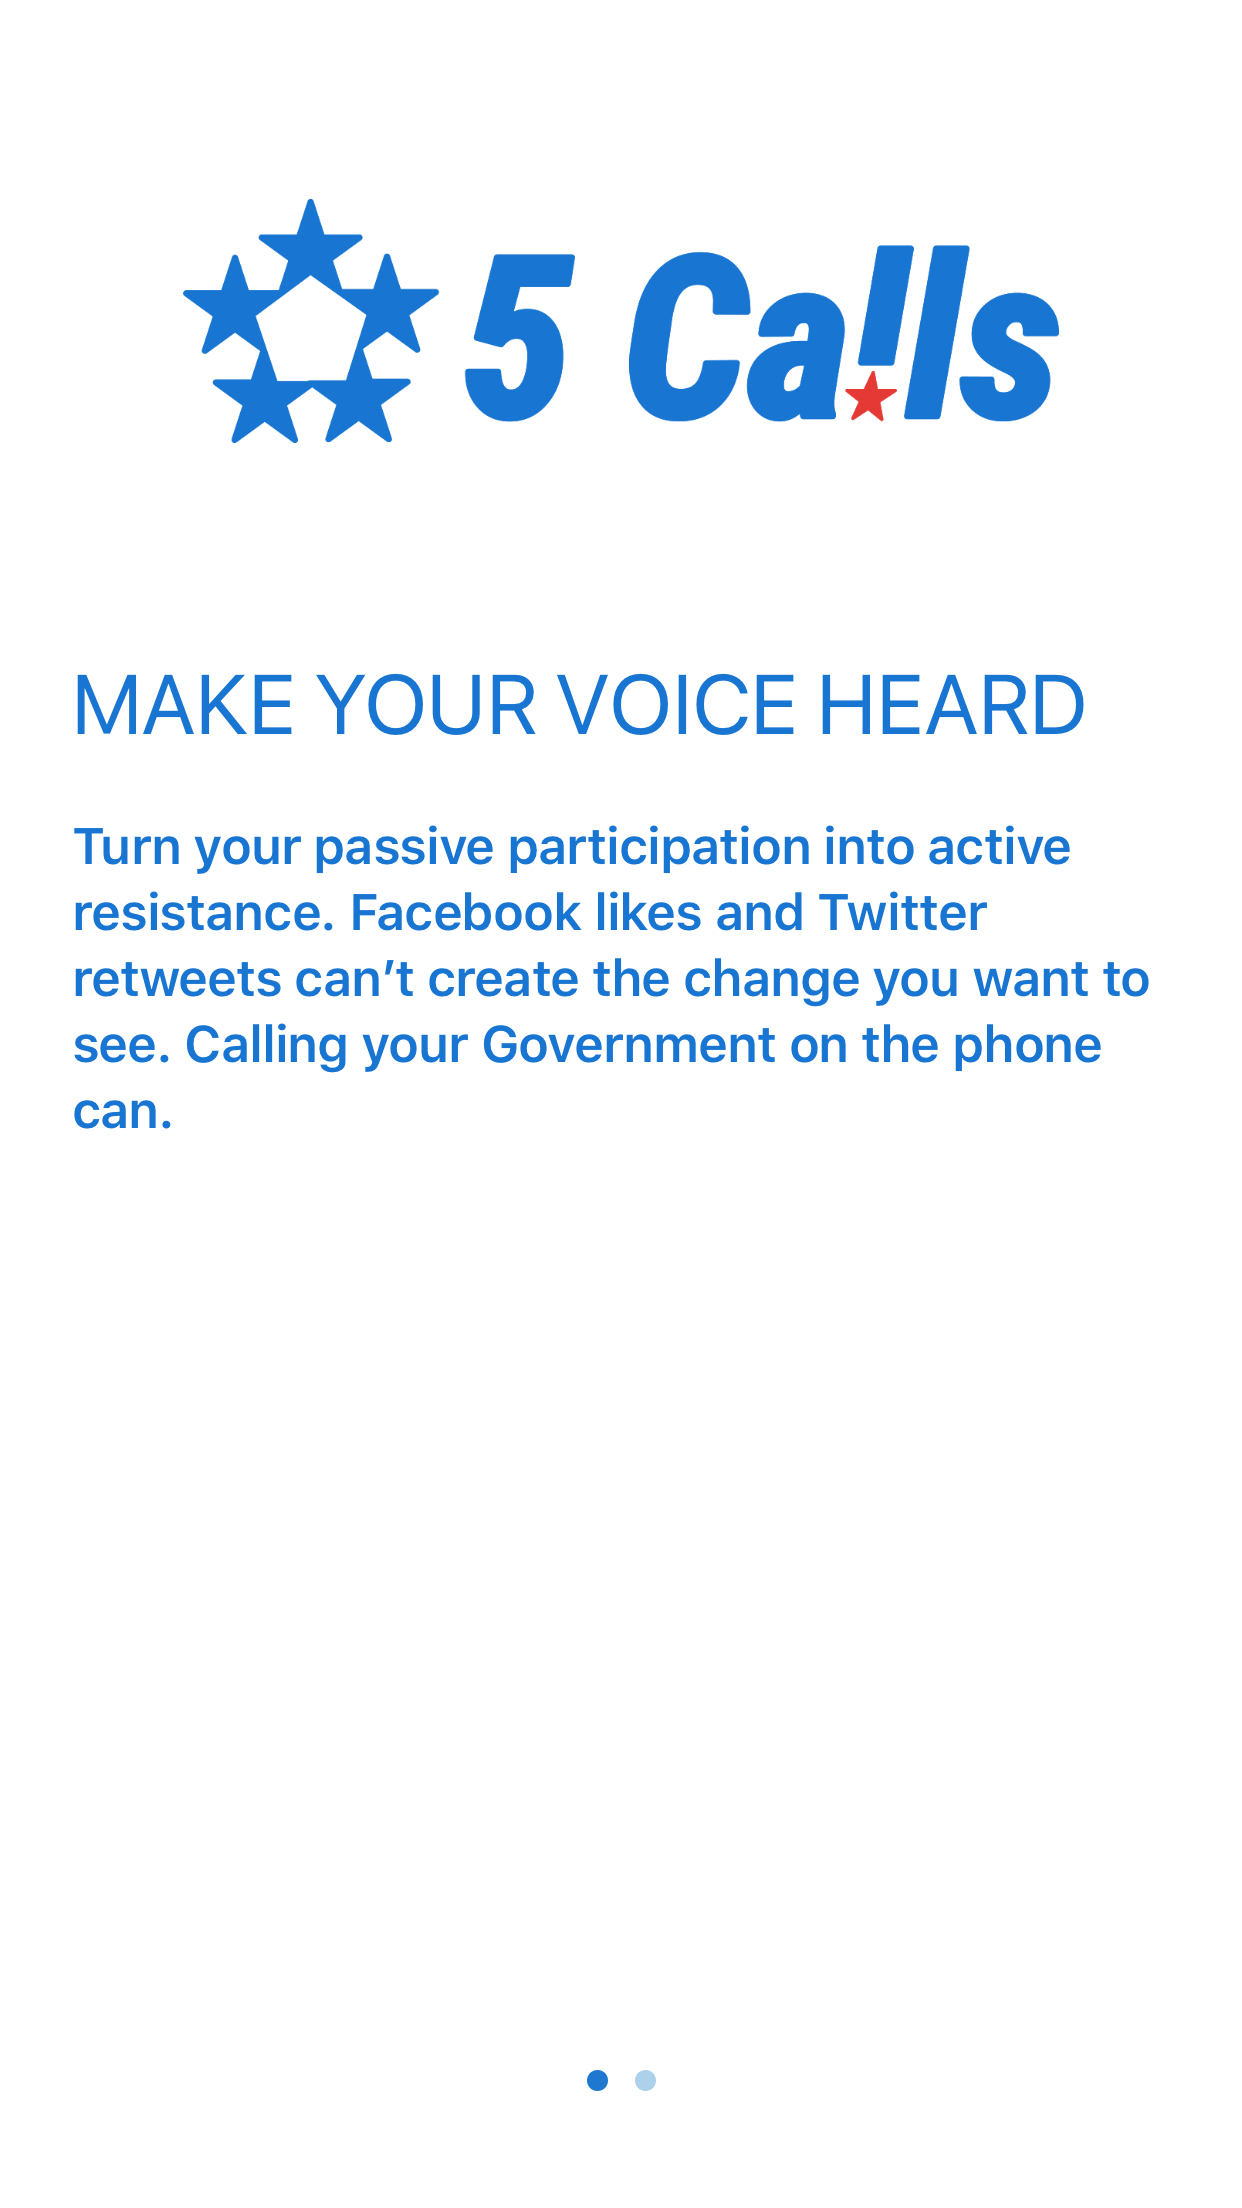 5 Calls
MAKE YOUR VOICE HEARD
Turn your passive participation into active
resistance. Facebook likes and Twitter
retweets can’t create the change you want to
see. Calling your Government on the phone
can.